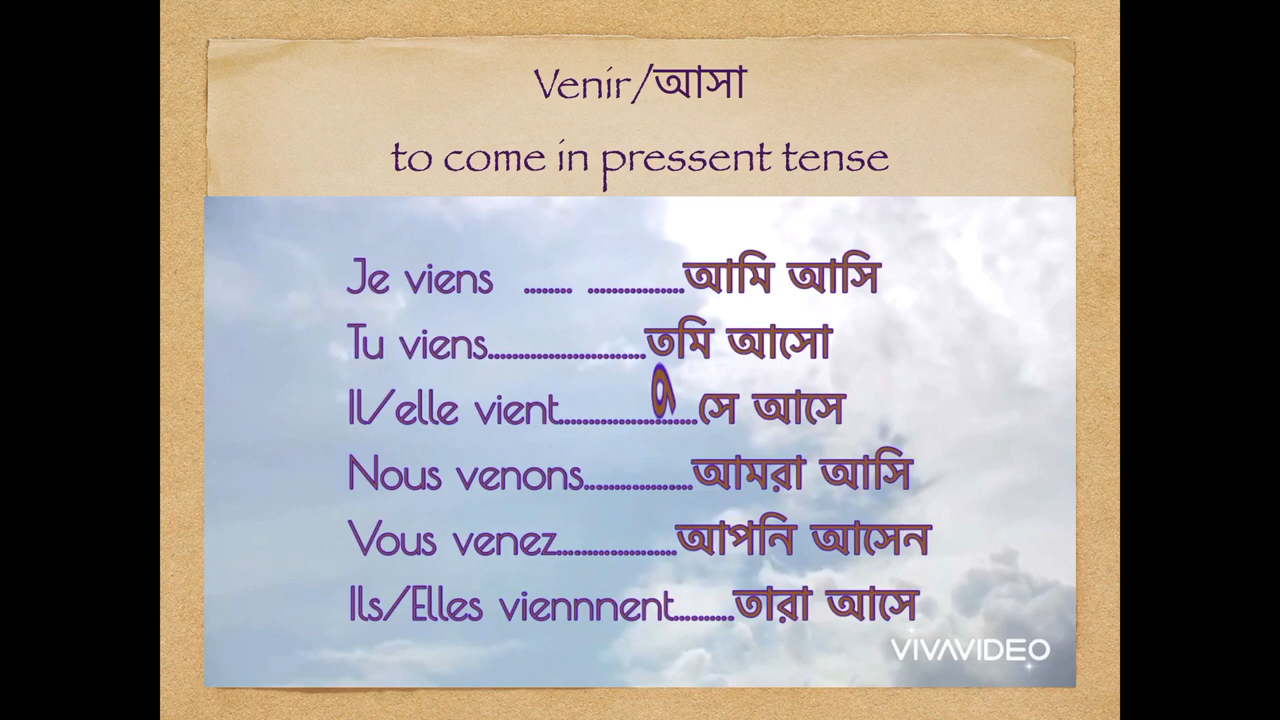 Venir/আসা
to come in pressent tense
Je viens ........ ................আমি আসি
Tu viens..........................তুমি আসো
Il/elle vient.......................সে আসে
Nous venons..................আমরা আসি
Vous venez....................আপনি আসেন
Ils/Elles viennnent..........তারা আসে
VIVAVIDEO